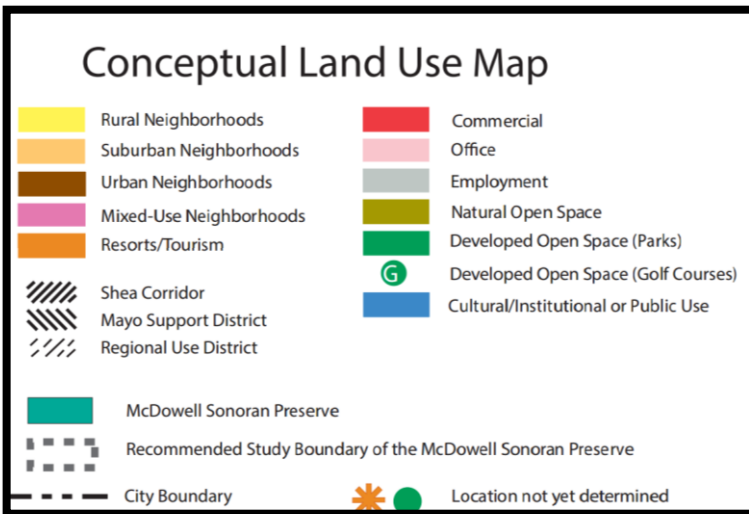 Conceptual Land Use Map
Rural Neighborhoods
Suburban Neighborhoods
Urban Neighborhoods
Mixed-Use Neighborhoods
Resorts/Tourism
Shea Corridor
Mayo Support District
Regional Use District
Commercial
Office
Employment
Natural Open Space
Developed Open Space (Parks)
G Developed Open Space (Golf Courses)
Cultural/Institutional or Public Use
McDowell Sonoran Preserve
Recommended Study Boundary of the McDowell Sonoran Preserve
City Boundary
Location not yet determined